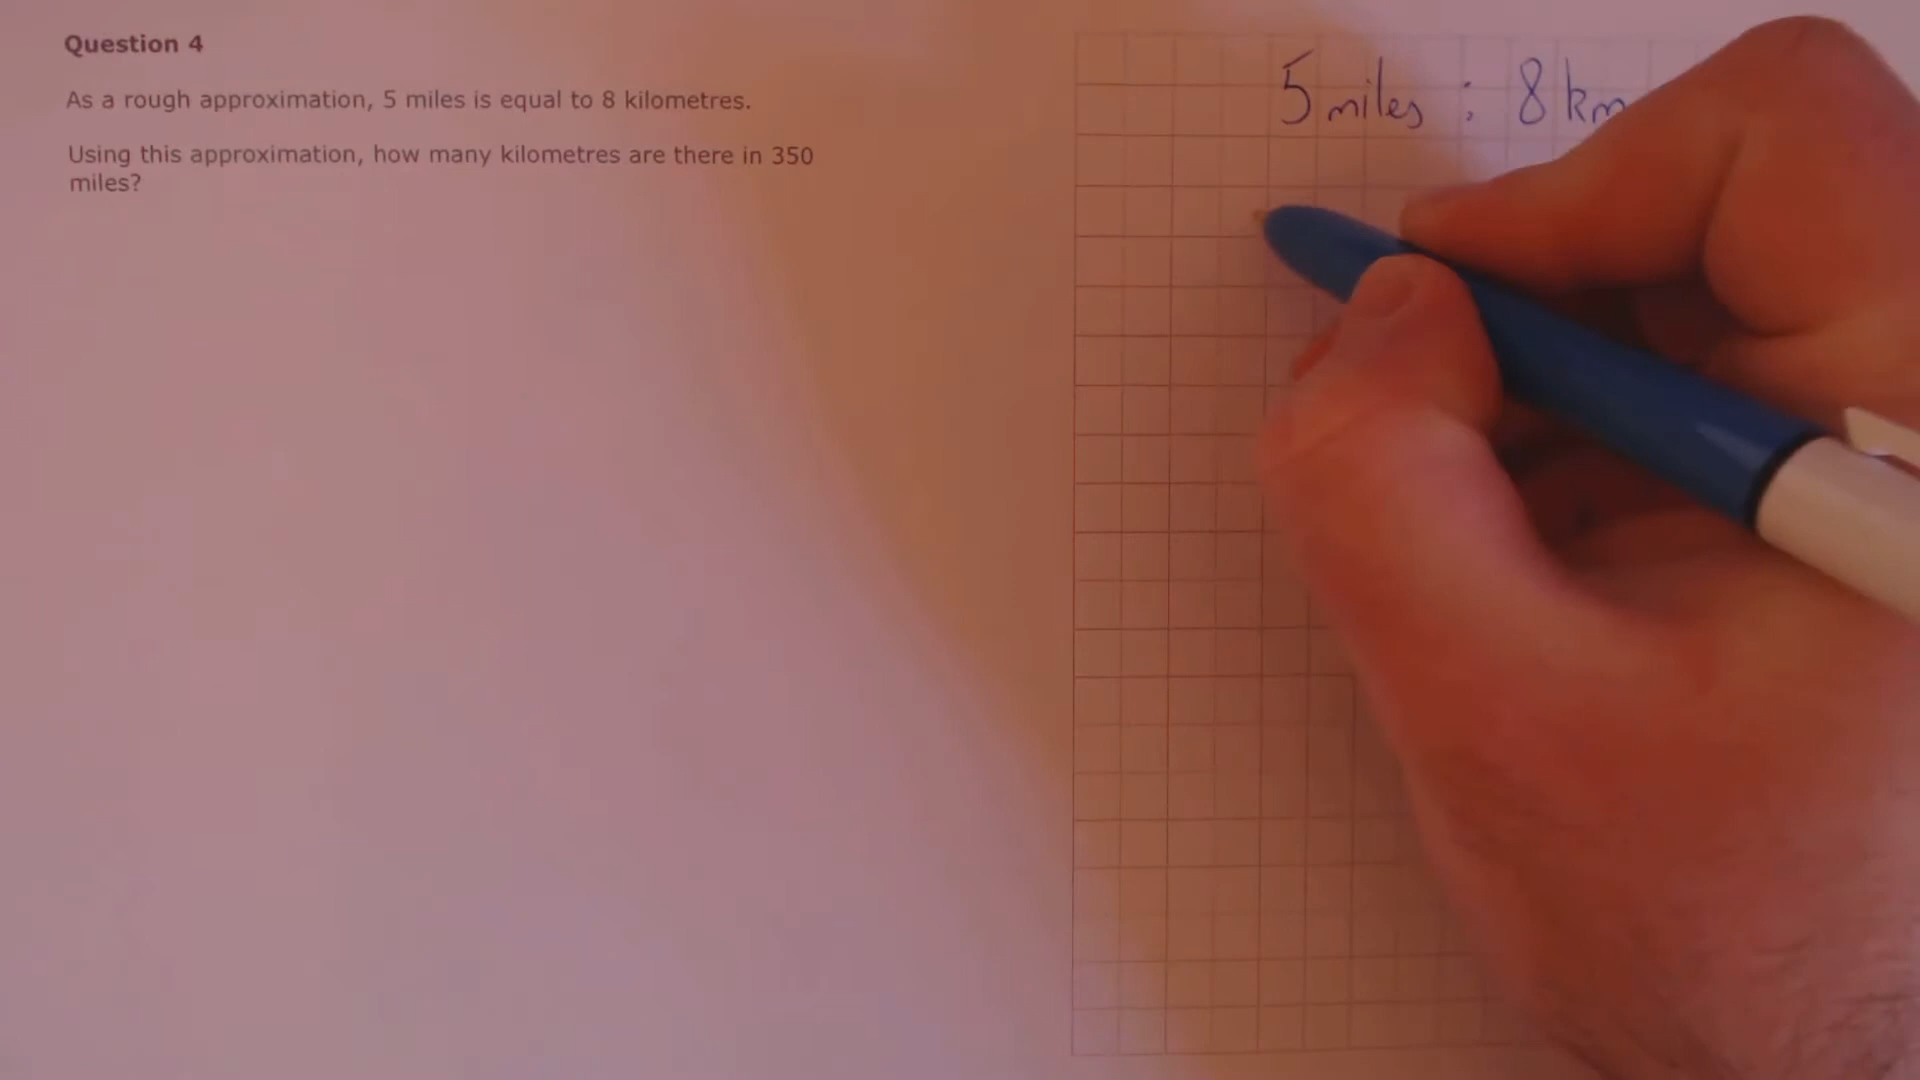 Question 4
As a rough approximation, 5 miles is equal to 8 kilometres.
Using this approximation, how many kilometres are there in 350
miles?
5 miles : 8 km